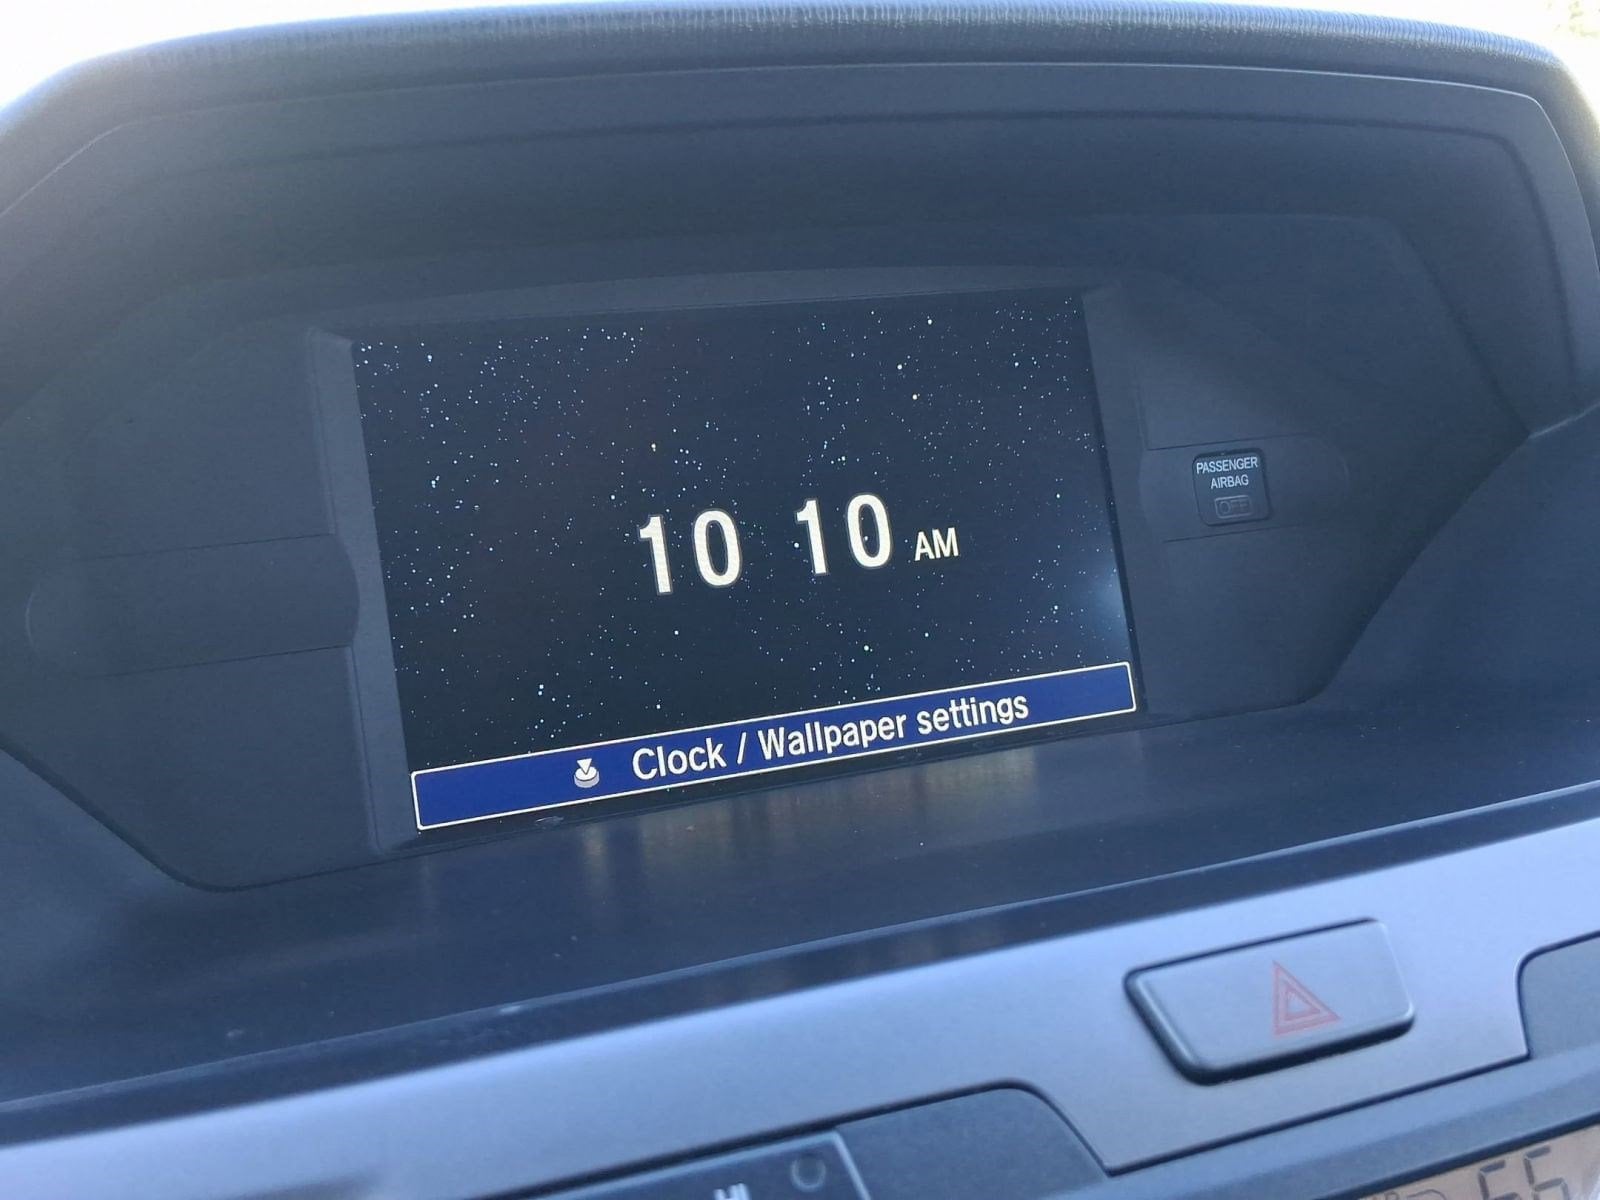 PASSENGER
AIRBAG
OFF
10 10 AM
Clock / Wallpaper settings